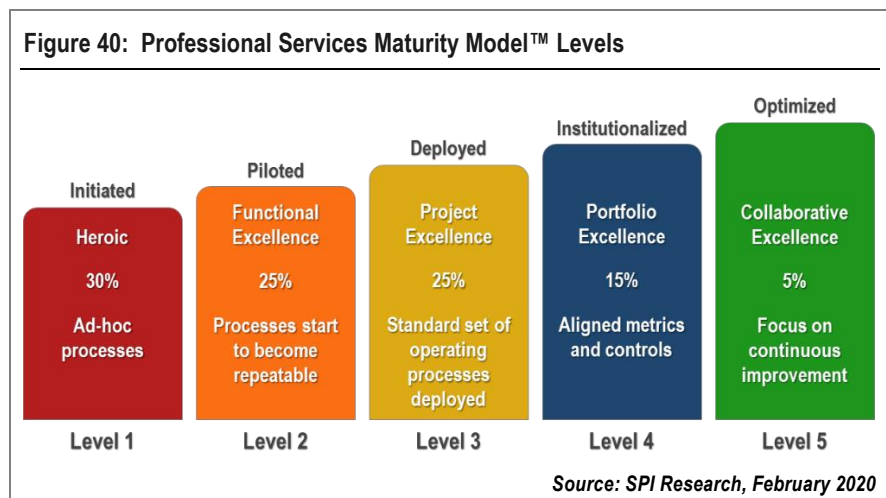 Figure 40:  Professional Services Maturity Model™ Levels
Initiated
Heroic
30%
Ad-hoc
processes
Level 1
Piloted
Functional
Excellence
25%
Processes start
to become
repeatable
Level 2
Deployed
Project
Excellence
25%
Standard set of
operating
processes
deployed
Level 3
Institutionalized
Portfolio
Excellence
15%
Aligned metrics
and controls
Level 4
Optimized
Collaborative
Excellence
5%
Focus on
continuous
improvement
Level 5
Source: SPI Research, February 2020